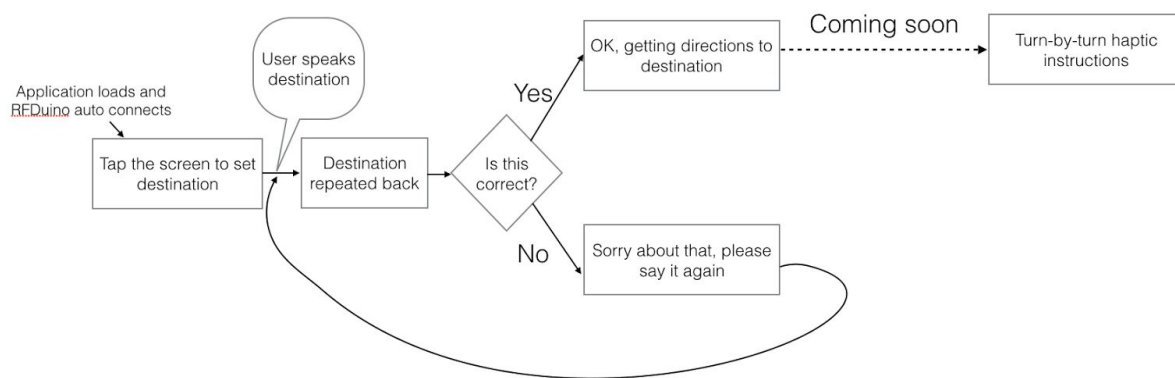 Application loads and
RFDuino auto connects
Tap the screen to set
destination
User speaks
destination
Destination
repeated back
Is this
correct?
Yes
OK, getting directions to
destination
Coming soon
Turn-by-turn haptic
instructions
No
Sorry about that, please
say it again